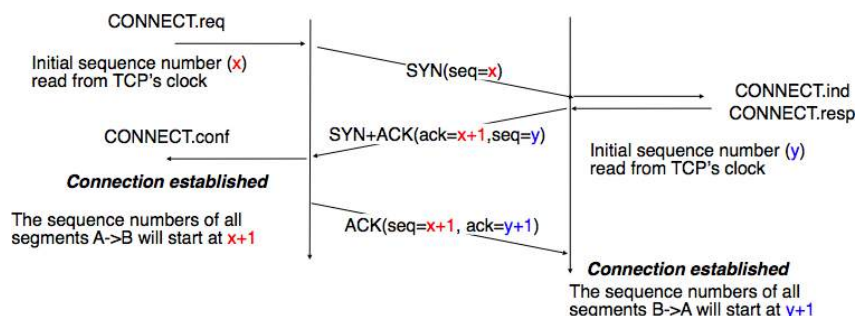 CONNECT.req
Initial sequence number (x)
read from TCP's clock
SYN(seq=x)
CONNECT.ind
CONNECT.resp
SYN+ACK(ack=x+1,seq=y)
CONNECT.conf
Initial sequence number (y)
read from TCP's clock
Connection established
The sequence numbers of all
segments A->B will start at x+1
ACK(seq=x+1, ack=y+1)
Connection established
The sequence numbers of all
segments B->A will start at y+1